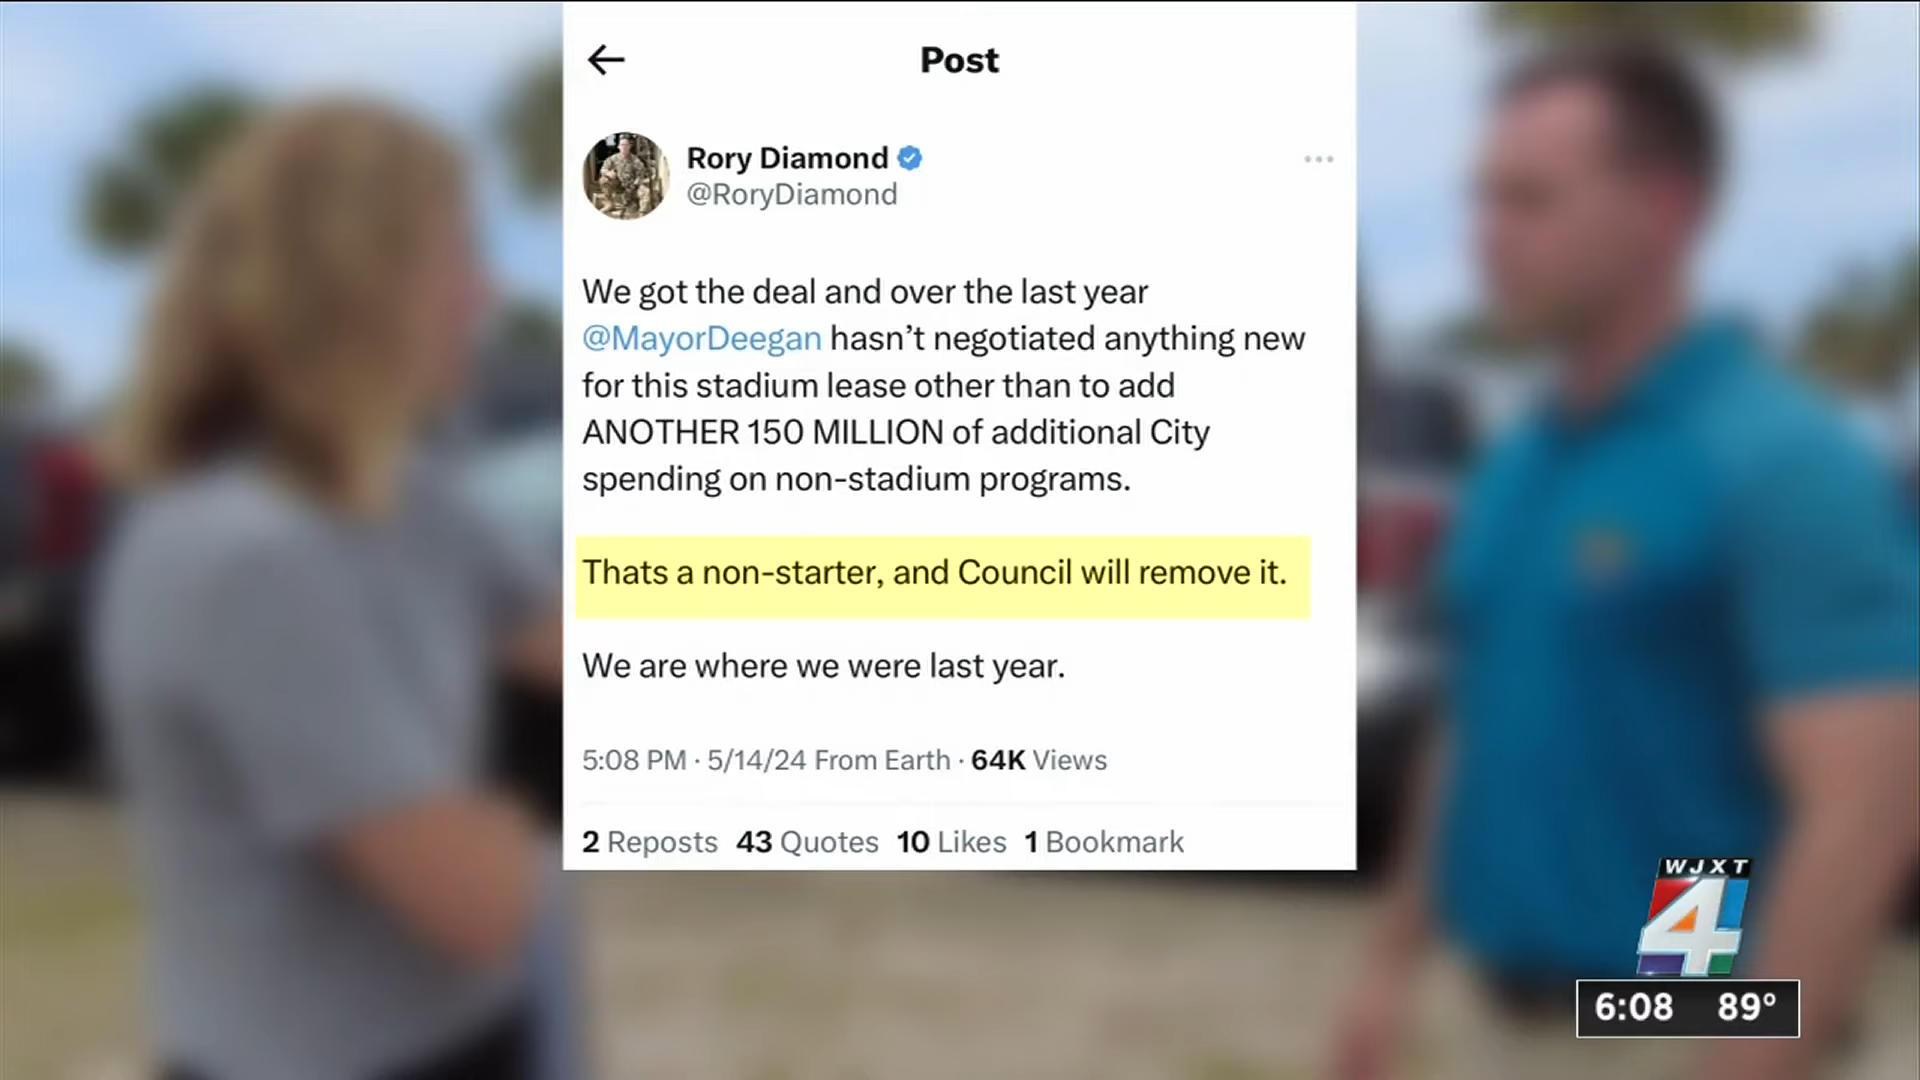 Post
Rory Diamond
@RoryDiamond
We got the deal and over the last year
@MayorDeegan hasn’t negotiated anything new
for this stadium lease other than to add
ANOTHER 150 MILLION of additional City
spending on non-stadium programs.
Thats a non-starter, and Council will remove it.
We are where we were last year.
5:08 PM · 5/14/24 From Earth · 64K Views
2 Reposts 43 Quotes 10 Likes 1 Bookmark
WJXT
4
6:08 89°